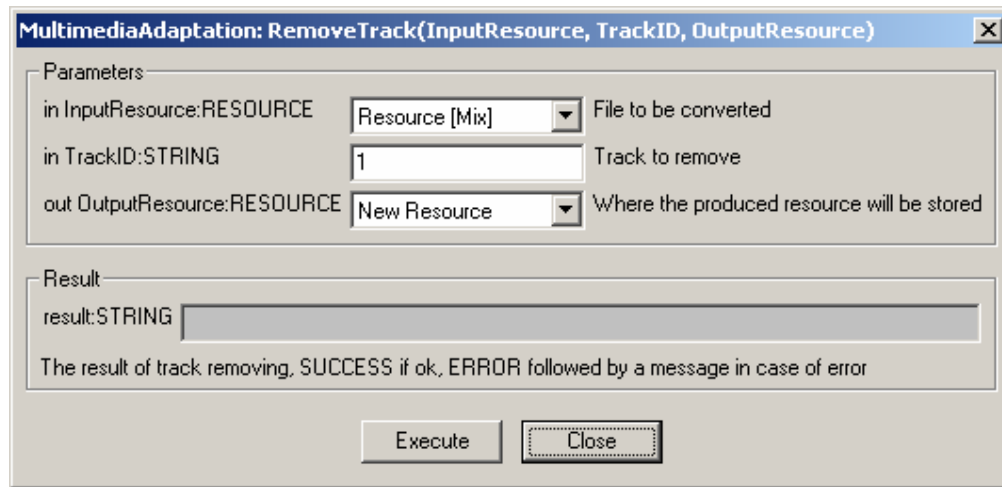 MultimediaAdaptation: RemoveTrack(InputResource, TrackID, OutputResource)
Parameters
in InputResource:RESOURCE Resource [Mix] File to be converted
in TrackID:STRING 1 Track to remove
out OutputResource:RESOURCE New Resource Where the produced resource will be stored
Result
result:STRING
The result of track removing, SUCCESS if ok, ERROR followed by a message in case of error
Execute Close